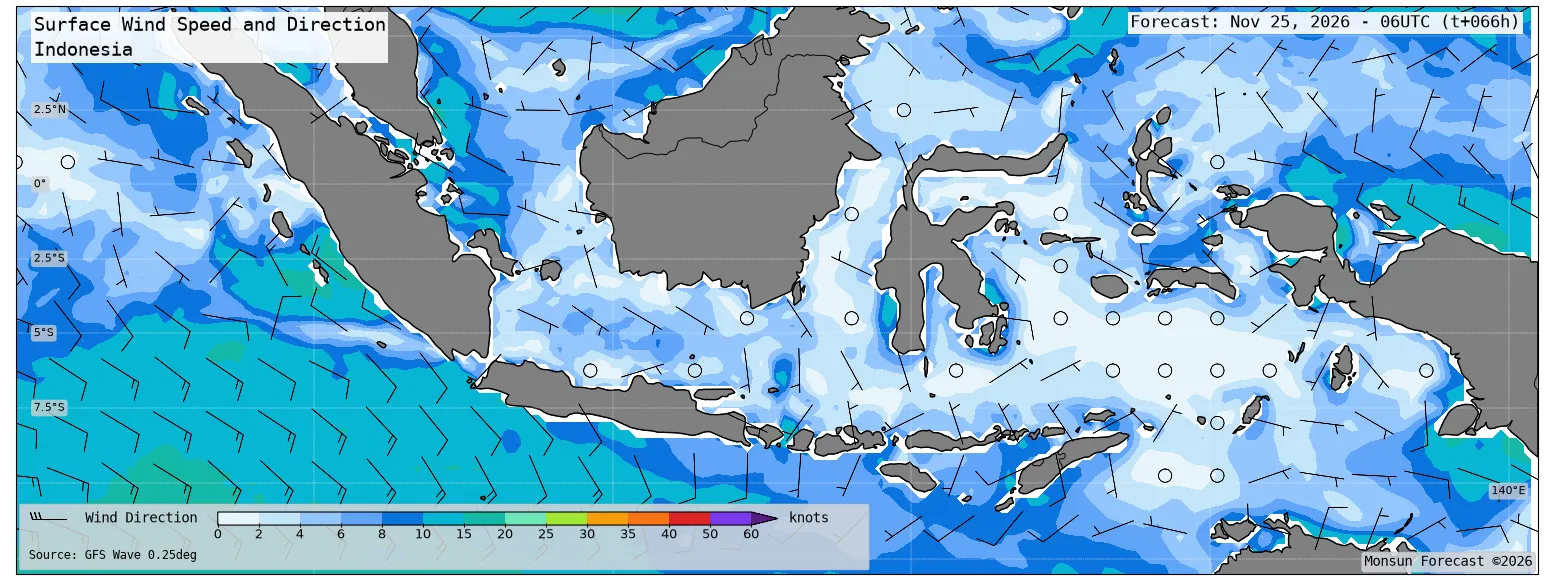 Surface Wind Speed and Direction
Indonesia
Forecast: Nov 25, 2026 - 06UTC (t+066h)
2.5°N
0°
2.5°S
5°S
7.5°S
140°E
Wind Direction
0 2 4 6 8 10 15 20 25 30 35 40 50 60
knots
Source: GFS Wave 0.25deg
Monsun Forecast ©2026